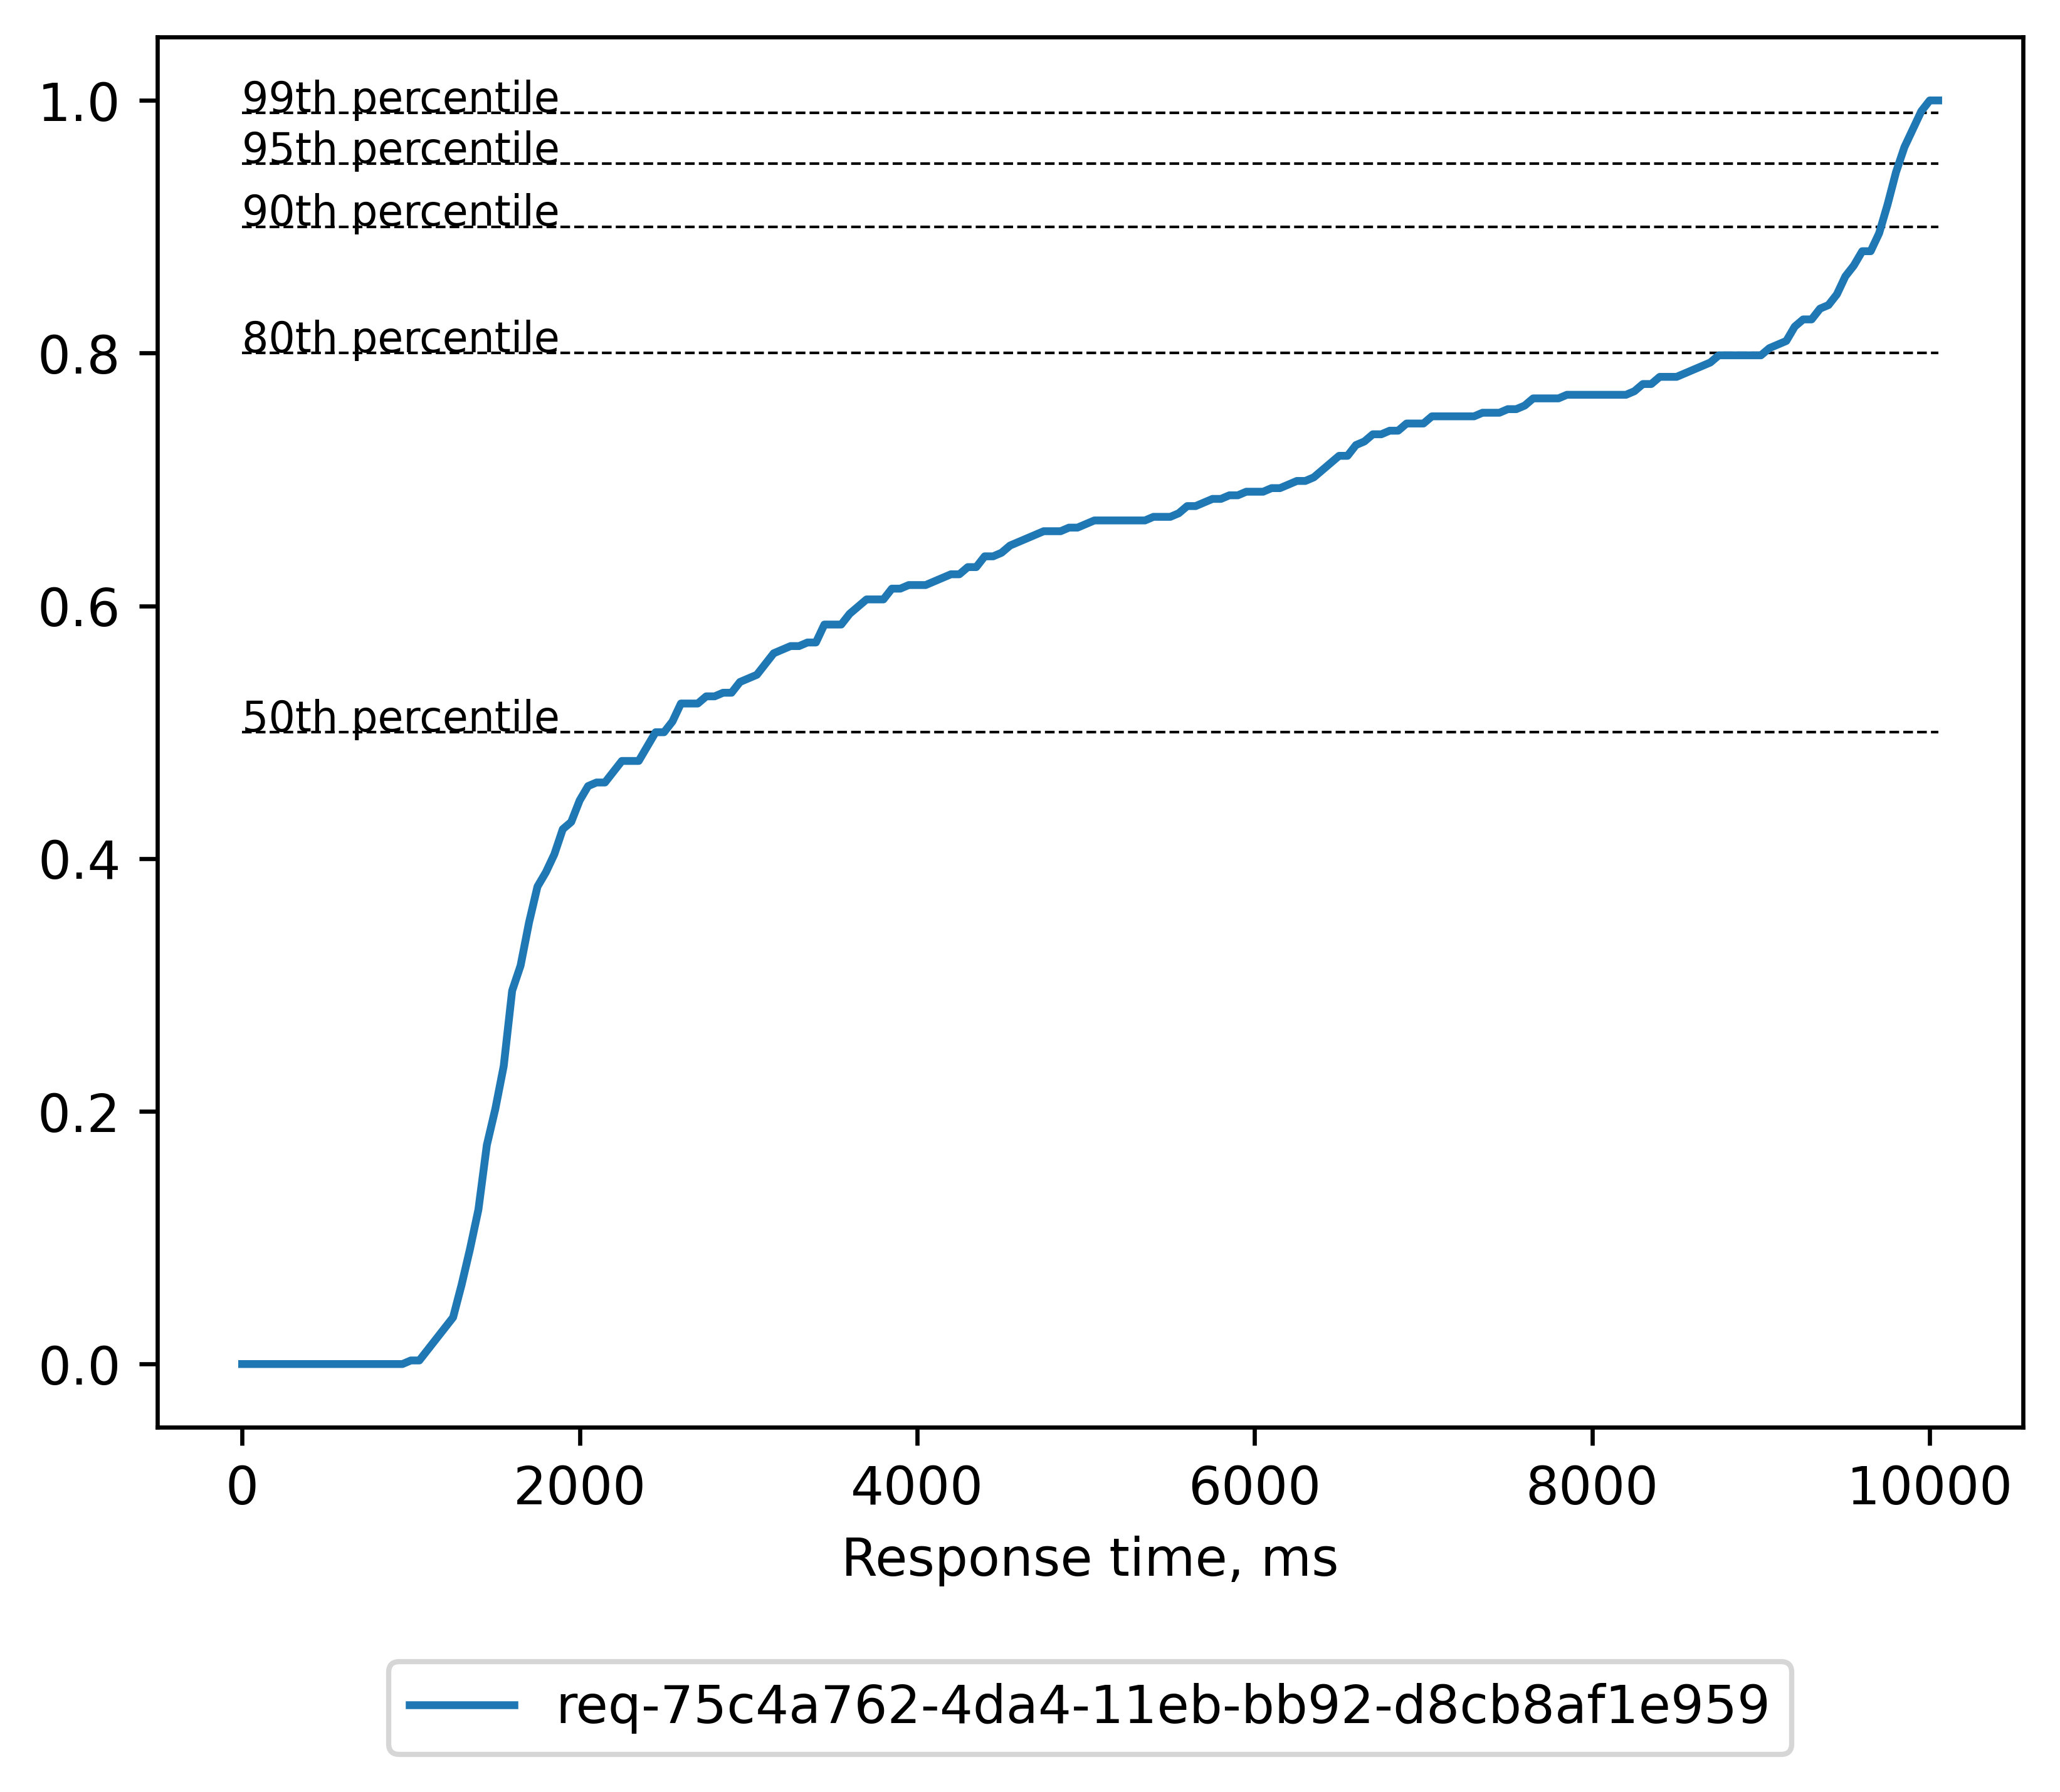 99th percentile
1.0
95th percentile
90th percentile
80th percentile
0.8
0.6
50th percentile
0.4
0.2
0.0
0 2000 4000 6000 8000 10000
Response time, ms
req-75c4a762-4da4-11eb-bb92-d8cb8af1e959